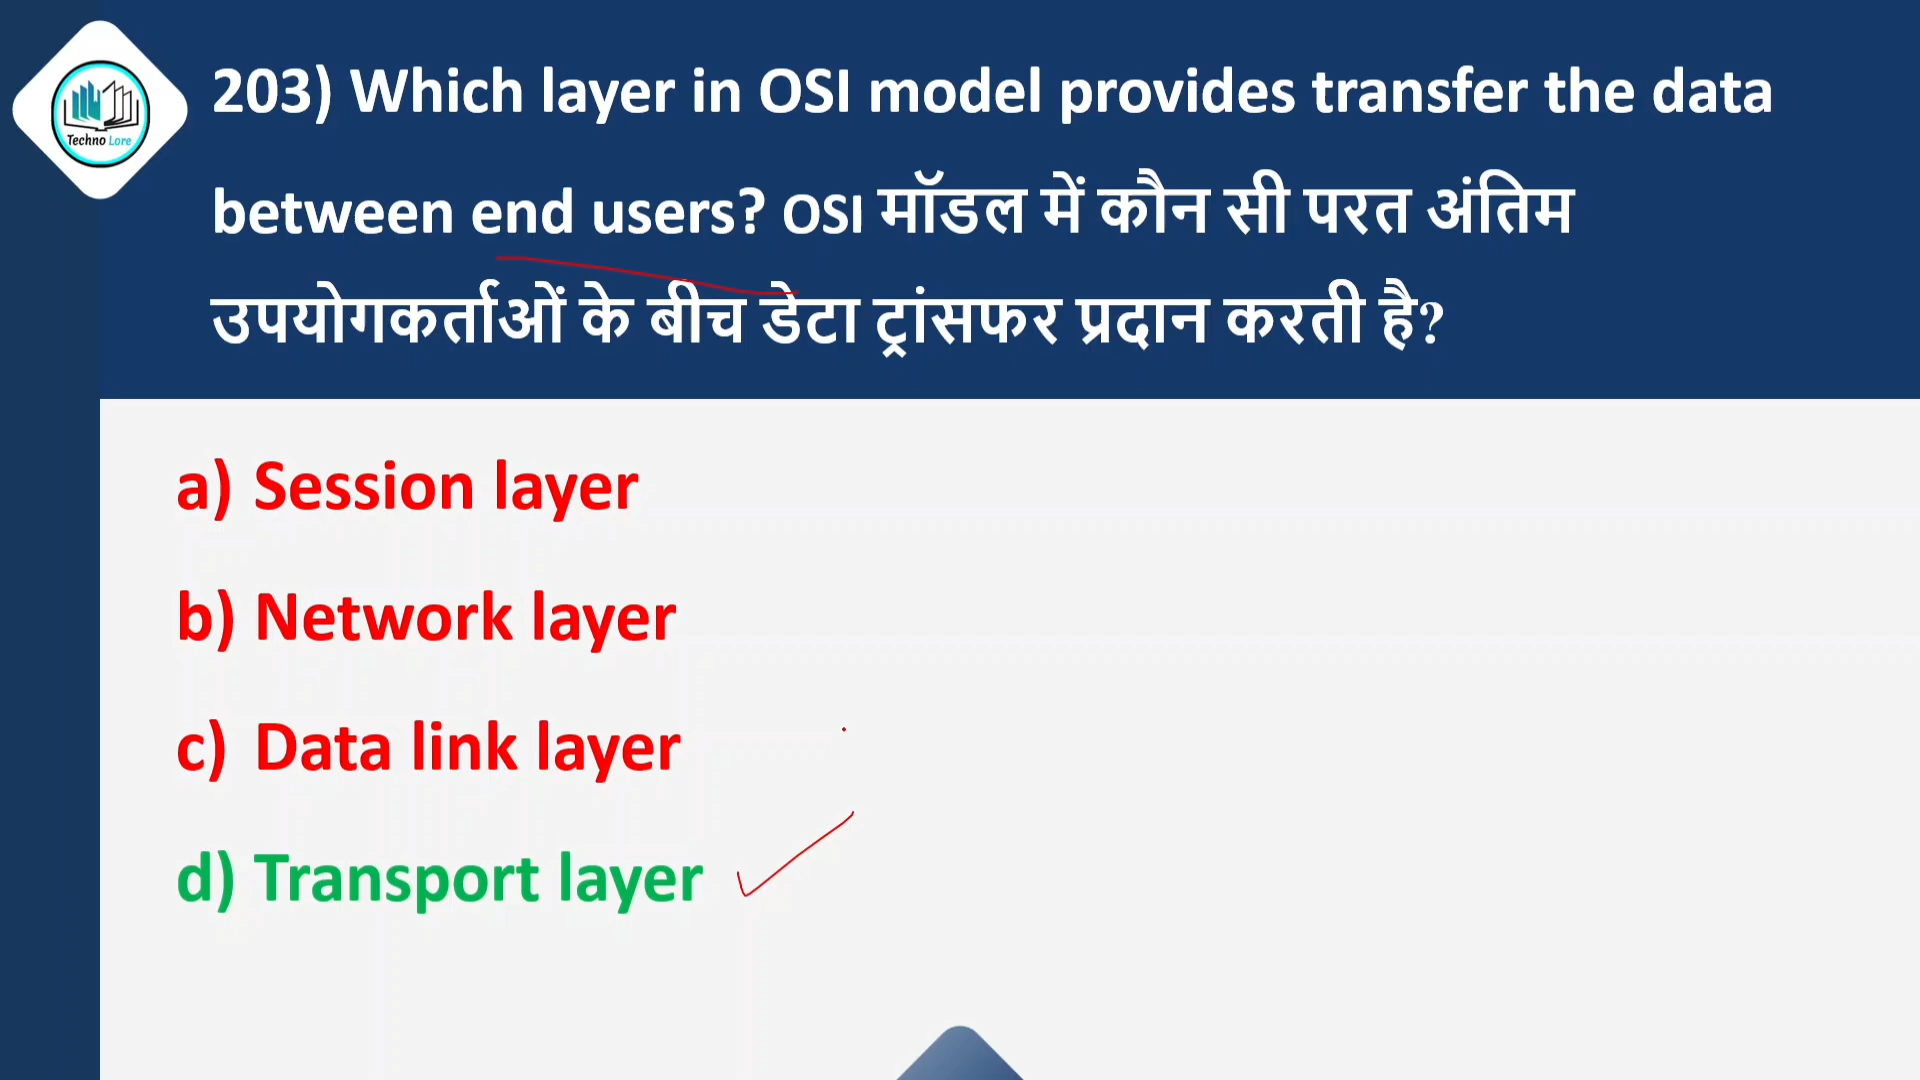 Techno Lore
203) Which layer in OSI model provides transfer the data
between end users? OSI मॉडल में कौन सी परत अंतिम
उपयोगकर्ताओं के बीच डेटा ट्रांसफर प्रदान करती है?
a) Session layer
b) Network layer
c) Data link layer
d) Transport layer